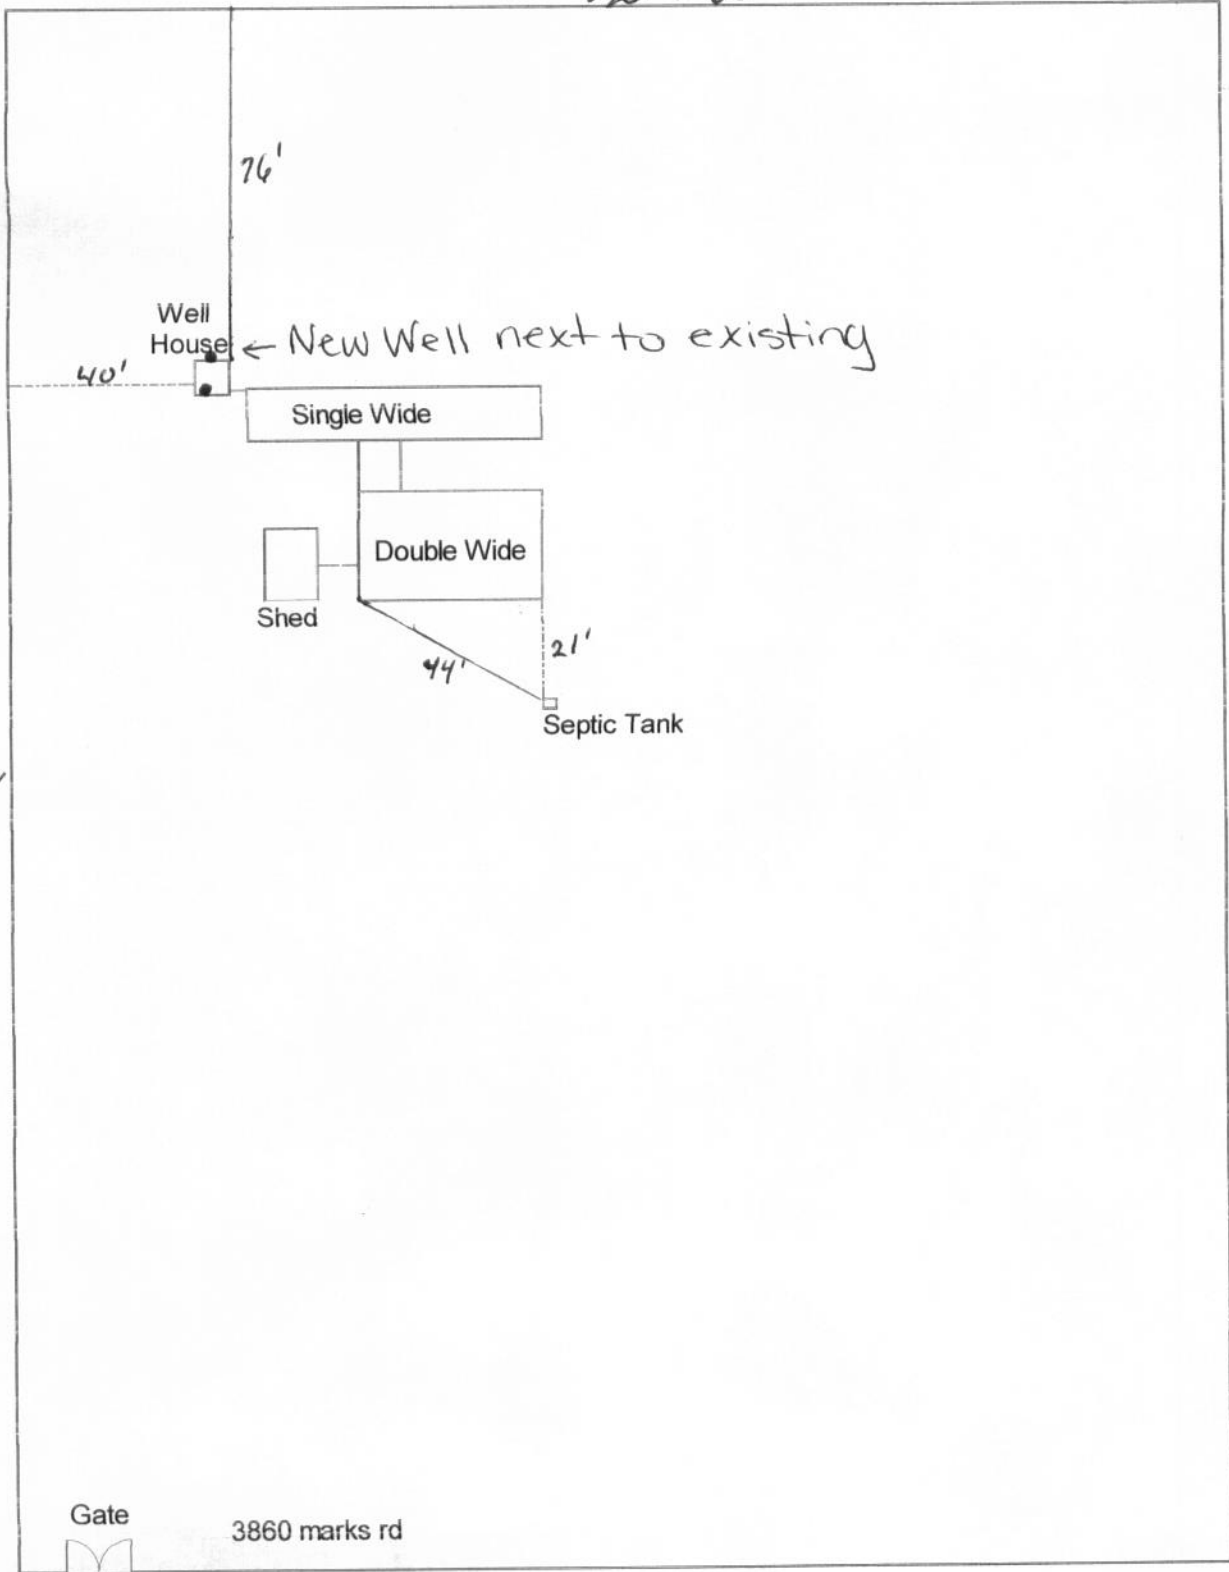 76'
Well
House
← New Well next to existing
40'
Single Wide
Double Wide
Shed
21'
44'
Septic Tank
Gate
3860 marks rd